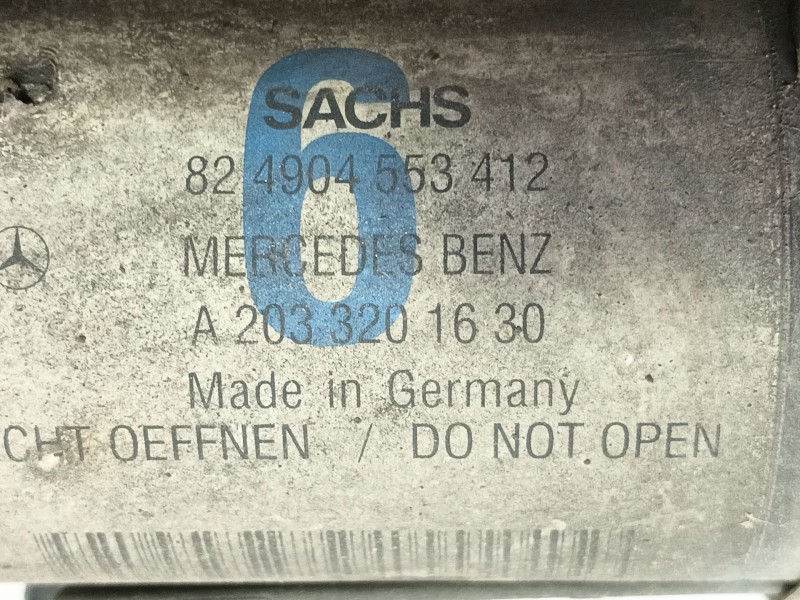 6
SACHS
82 4904 553 412
MERCEDES BENZ
A 203 320 16 30
Made in Germany
CHT OEFFNEN / DO NOT OPEN